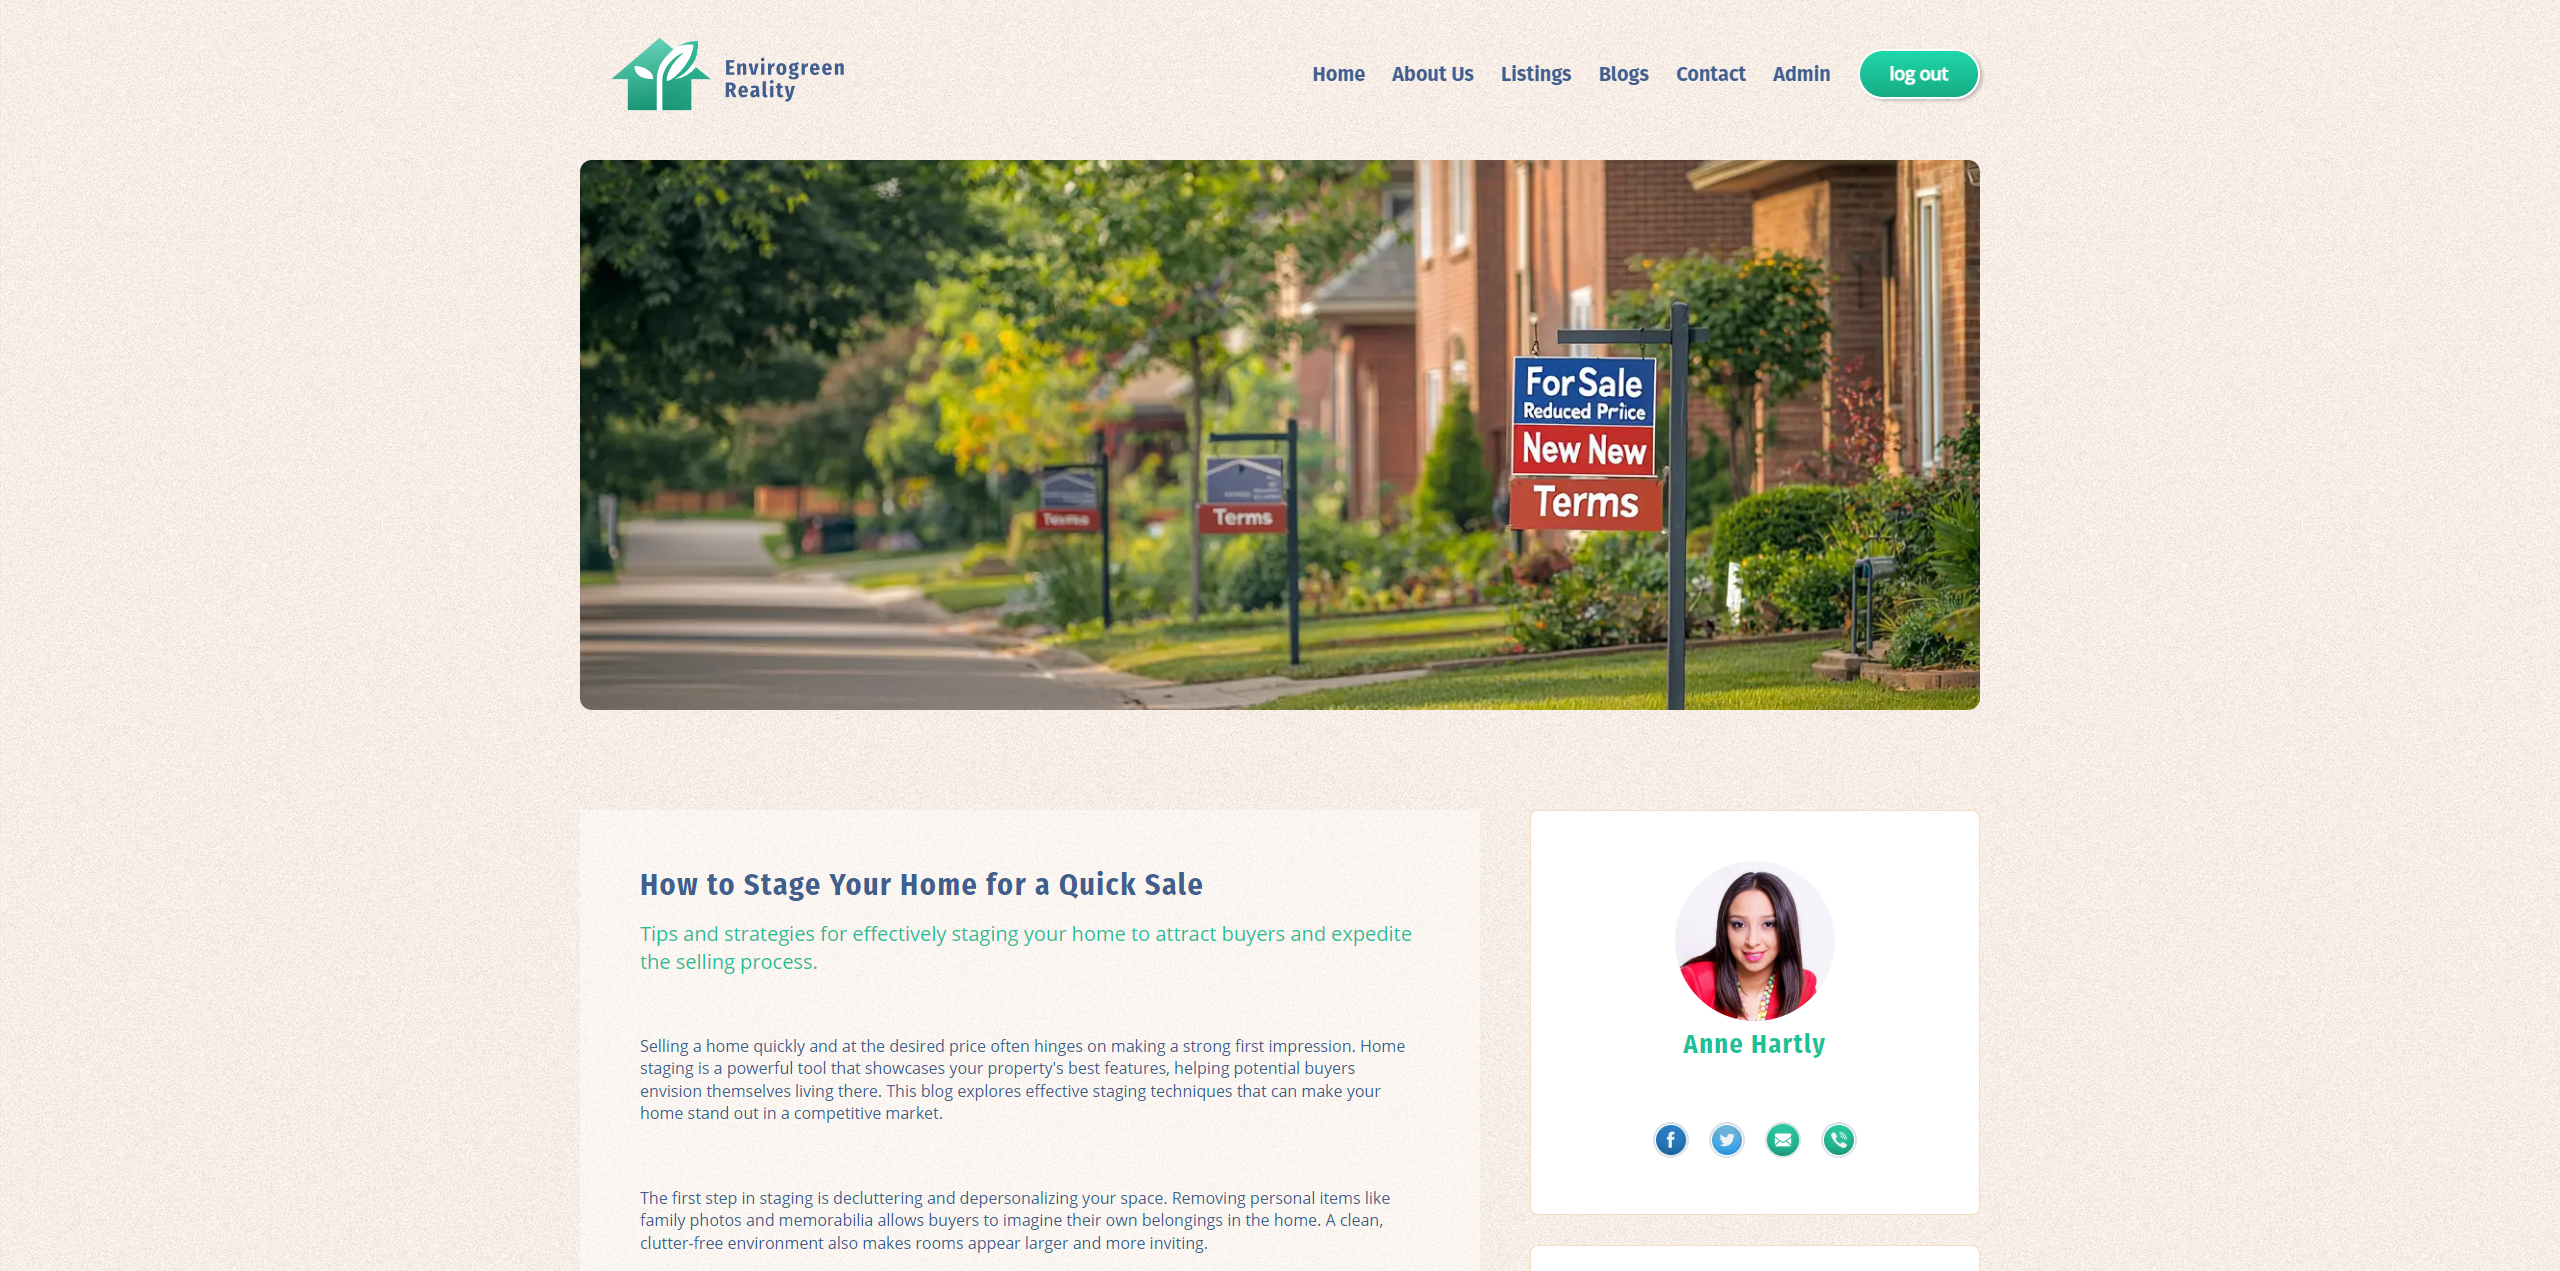 Envirogreen
Reality
Home About Us Listings Blogs Contact Admin log out
For Sale
Reduced Priice
New New
Terms
Terms
Terms
How to Stage Your Home for a Quick Sale
Tips and strategies for effectively staging your home to attract buyers and expedite
the selling process.
Selling a home quickly and at the desired price often hinges on making a strong first impression. Home
staging is a powerful tool that showcases your property's best features, helping potential buyers
envision themselves living there. This blog explores effective staging techniques that can make your
home stand out in a competitive market.
The first step in staging is decluttering and depersonalizing your space. Removing personal items like
family photos and memorabilia allows buyers to imagine their own belongings in the home. A clean,
clutter-free environment also makes rooms appear larger and more inviting.
Anne Hartly